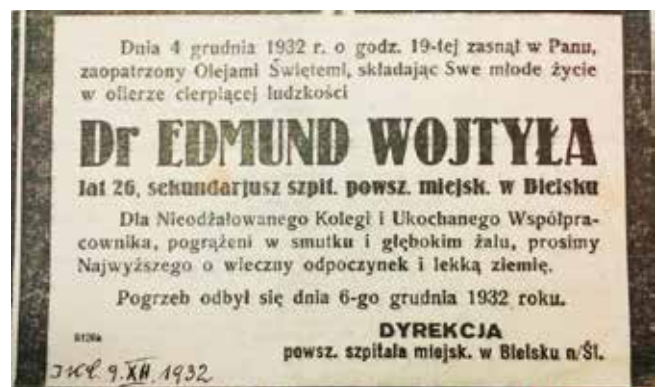 Dnia 4 grudnia 1932 r. o godz. 19-tej zasnął w Panu,
zaopatrzony Olejami Świętemi, składając Swe młode życie
w ofierze cierpiącej ludzkości
Dr EDMUND WOJTYŁA
lat 26, sekundarjusz szpit. powsz. miejsk. w Bielsku
Dla Nieodżałowanego Kolegi i Ukochanego Współpra-
cownika, pogrążeni w smutku i głębokim żalu, prosimy
Najwyższego o wieczny odpoczynek i lekką ziemię.
Pogrzeb odbył się dnia 6-go grudnia 1932 roku.
DYREKCJA
powsz. szpitala miejsk. w Bielsku n/Śl.
9.XII.1932